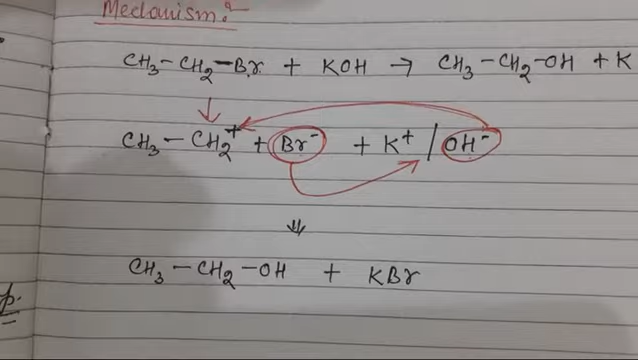 Mechanism:
CH₃-CH₂-Br + KOH → CH₃-CH₂-OH + K
CH₃-CH₂⁺ + Br⁻ + K⁺ / OH⁻
CH₃-CH₂-OH + KBr
p.